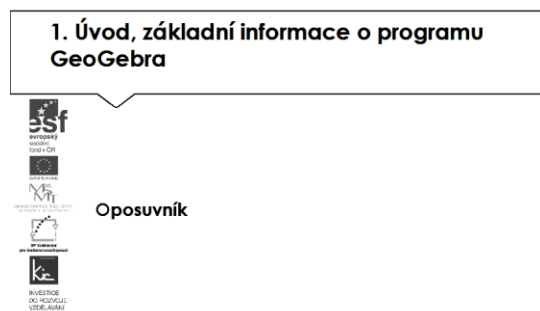 1. Úvod, základní informace o programu
GeoGebra
esf
evropský
sociální
fond v ČR
Oposuvník
INVESTICE
DO ROZVOJE
VZDĚLÁVÁNÍ